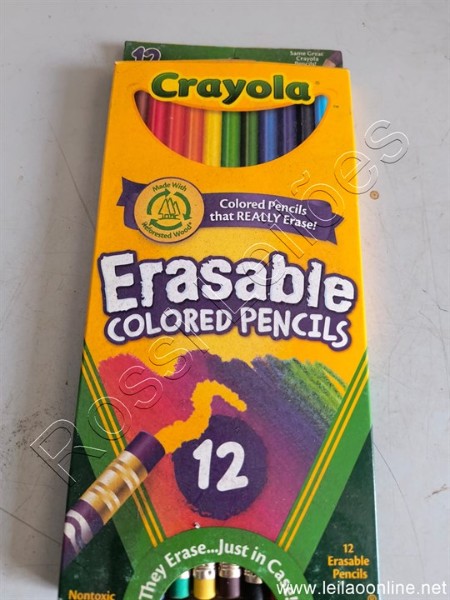 12
Same Great
Crayola
Crayola
Made With
Reforested Wood*
Colored Pencils
that REALLY Erase!
Erasable
COLORED PENCILS
12
They Erase...Just in Case!
12
Erasable
Pencils
Nontoxic
Rossi Leilões
www.leilaoonline.net